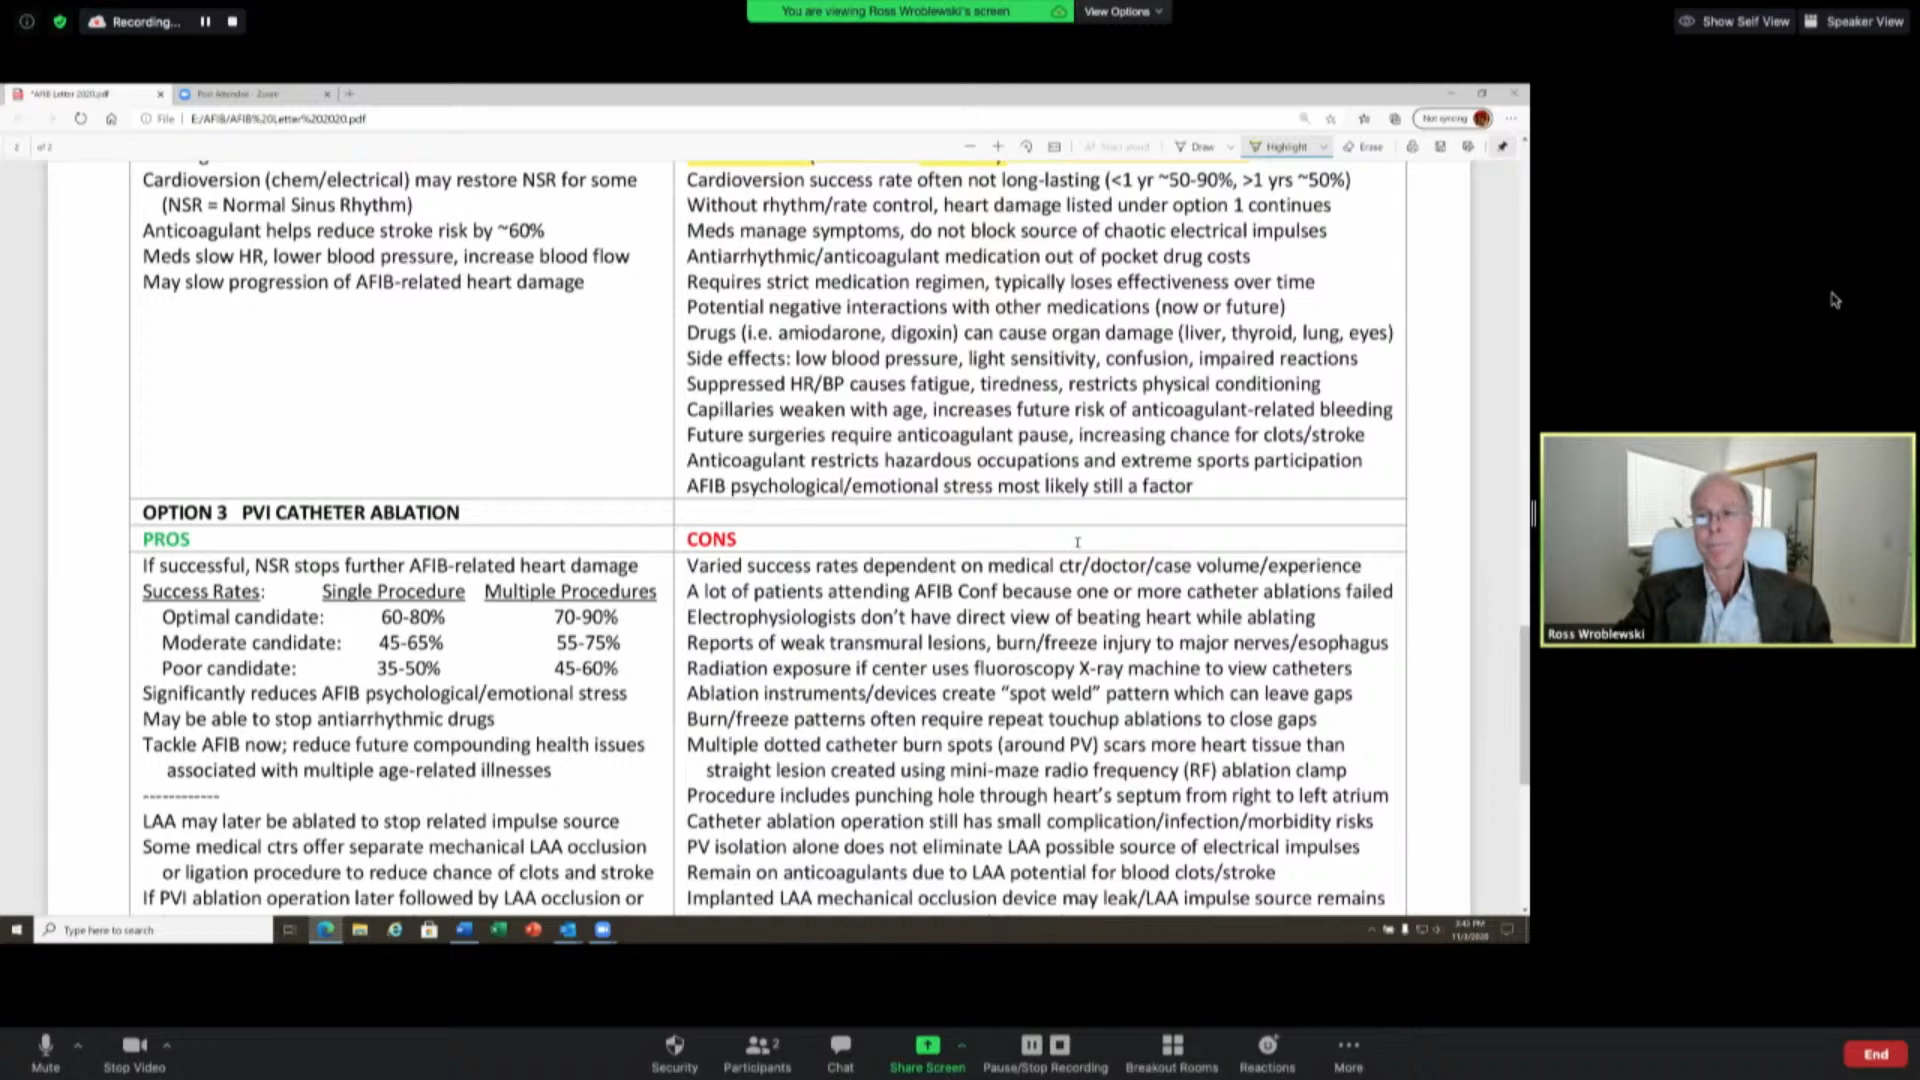 Recording...
You are viewing Ross Wroblewski's screen
View Options
Show Self View
Speaker View
*AFIB Letter 2020.pdf
Post Attendee - Zoom
File
E:/AFIB/AFIB%20Letter%202020.pdf
Not syncing
2 of 2
Read aloud
Draw
Highlight
Erase
Cardioversion (chem/electrical) may restore NSR for some
(NSR = Normal Sinus Rhythm)
Anticoagulant helps reduce stroke risk by ~60%
Meds slow HR, lower blood pressure, increase blood flow
May slow progression of AFIB-related heart damage
Cardioversion success rate often not long-lasting (<1 yr ~50-90%, >1 yrs ~50%)
Without rhythm/rate control, heart damage listed under option 1 continues
Meds manage symptoms, do not block source of chaotic electrical impulses
Antiarrhythmic/anticoagulant medication out of pocket drug costs
Requires strict medication regimen, typically loses effectiveness over time
Potential negative interactions with other medications (now or future)
Drugs (i.e. amiodarone, digoxin) can cause organ damage (liver, thyroid, lung, eyes)
Side effects: low blood pressure, light sensitivity, confusion, impaired reactions
Suppressed HR/BP causes fatigue, tiredness, restricts physical conditioning
Capillaries weaken with age, increases future risk of anticoagulant-related bleeding
Future surgeries require anticoagulant pause, increasing chance for clots/stroke
Anticoagulant restricts hazardous occupations and extreme sports participation
AFIB psychological/emotional stress most likely still a factor
OPTION 3 PVI CATHETER ABLATION
PROS
If successful, NSR stops further AFIB-related heart damage
Success Rates: Single Procedure Multiple Procedures
Optimal candidate: 60-80% 70-90%
Moderate candidate: 45-65% 55-75%
Poor candidate: 35-50% 45-60%
Significantly reduces AFIB psychological/emotional stress
May be able to stop antiarrhythmic drugs
Tackle AFIB now; reduce future compounding health issues
associated with multiple age-related illnesses
------------
LAA may later be ablated to stop related impulse source
Some medical ctrs offer separate mechanical LAA occlusion
or ligation procedure to reduce chance of clots and stroke
If PVI ablation operation later followed by LAA occlusion or
CONS
Varied success rates dependent on medical ctr/doctor/case volume/experience
A lot of patients attending AFIB Conf because one or more catheter ablations failed
Electrophysiologists don't have direct view of beating heart while ablating
Reports of weak transmural lesions, burn/freeze injury to major nerves/esophagus
Radiation exposure if center uses fluoroscopy X-ray machine to view catheters
Ablation instruments/devices create "spot weld" pattern which can leave gaps
Burn/freeze patterns often require repeat touchup ablations to close gaps
Multiple dotted catheter burn spots (around PV) scars more heart tissue than
straight lesion created using mini-maze radio frequency (RF) ablation clamp
Procedure includes punching hole through heart's septum from right to left atrium
Catheter ablation operation still has small complication/infection/morbidity risks
PV isolation alone does not eliminate LAA possible source of electrical impulses
Remain on anticoagulants due to LAA potential for blood clots/stroke
Implanted LAA mechanical occlusion device may leak/LAA impulse source remains
Ross Wroblewski
Type here to search
3:43 PM
11/3/2020
Mute
Stop Video
Security
Participants
2
Chat
Share Screen
Pause/Stop Recording
Breakout Rooms
Reactions
More
End